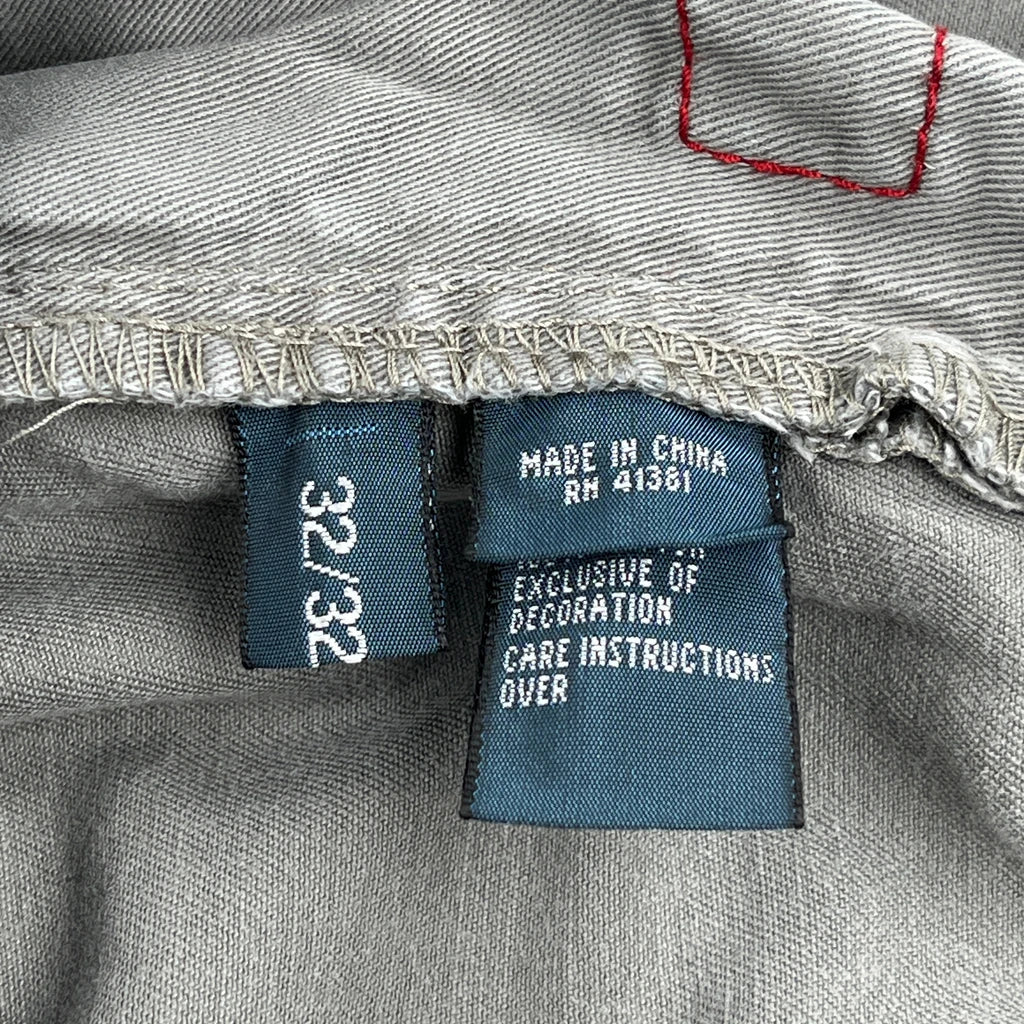 32/32
MADE IN CHINA
RN 41381
EXCLUSIVE OF
DECORATION
CARE INSTRUCTIONS
OVER